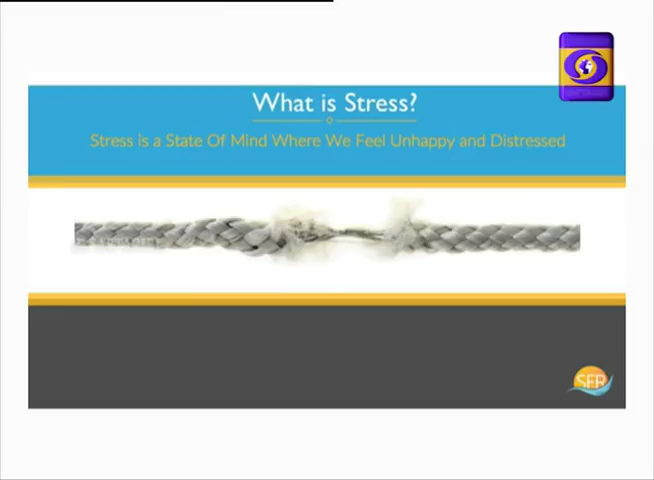 What is Stress?
Stress is a State Of Mind Where We Feel Unhappy and Distressed